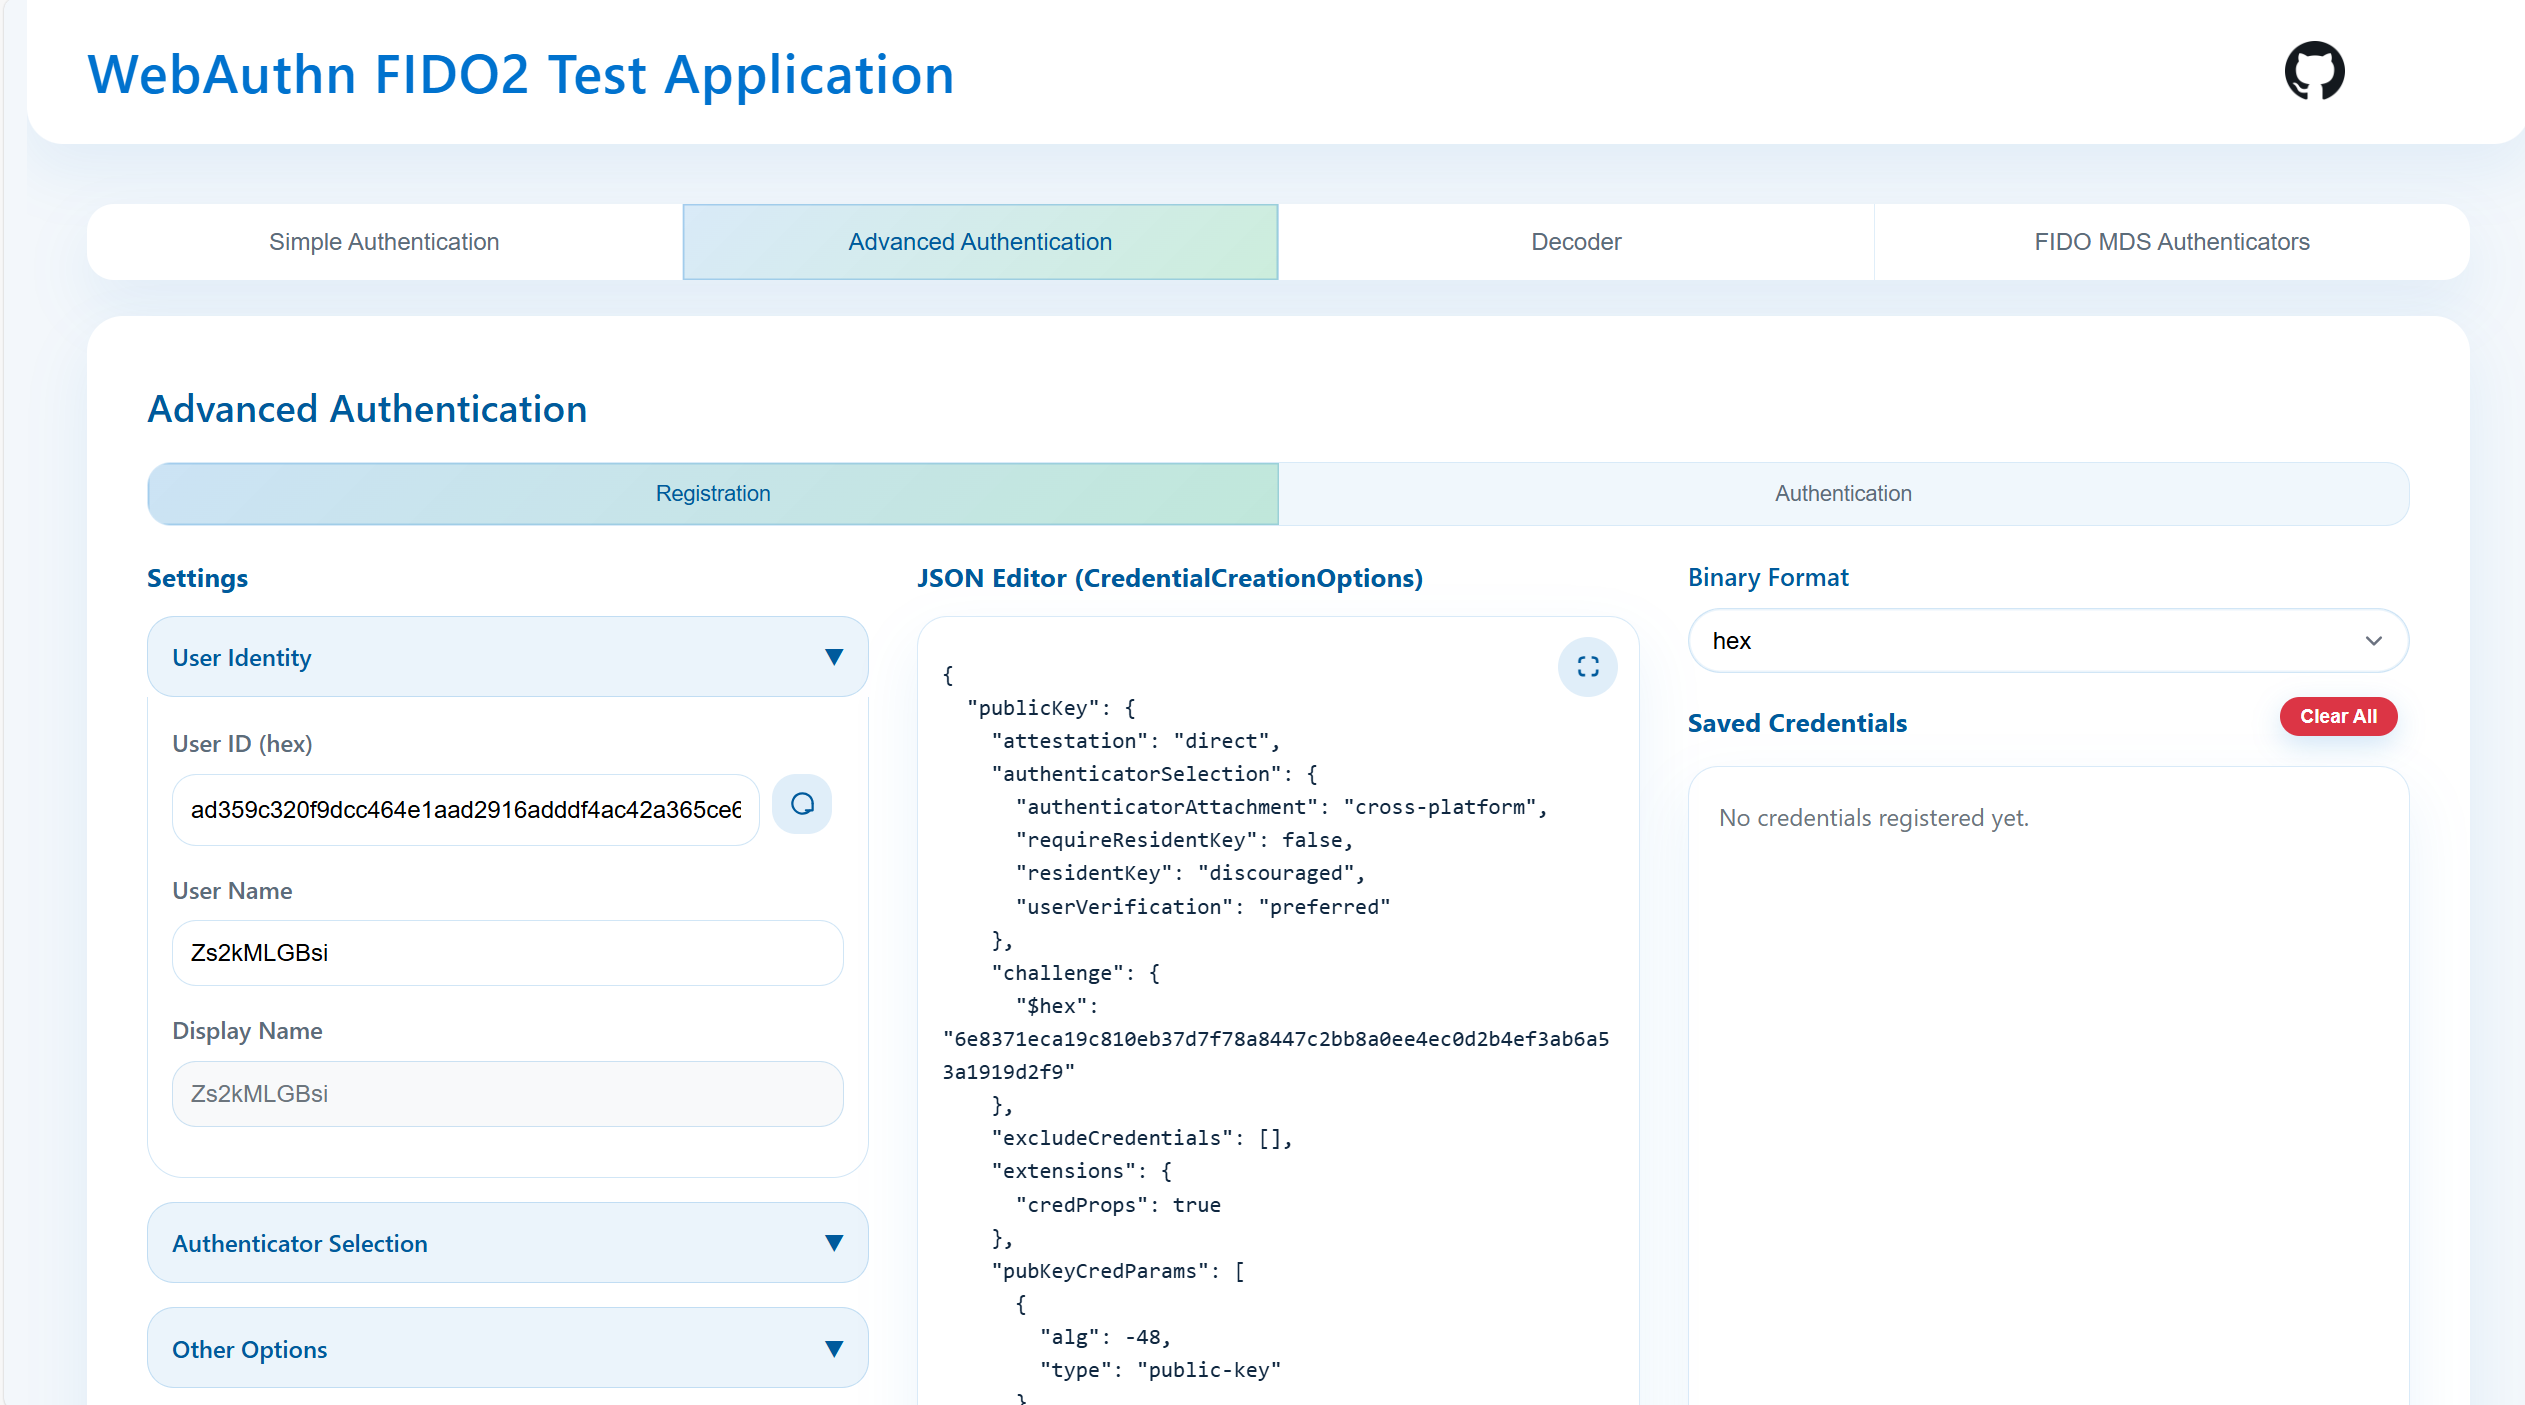 WebAuthn FIDO2 Test Application
Simple Authentication
Advanced Authentication
Decoder
FIDO MDS Authenticators
Advanced Authentication
Registration
Authentication
Settings
User Identity
User ID (hex)
ad359c320f9dcc464e1aad2916adddf4ac42a365ce6
User Name
Zs2kMLGBsi
Display Name
Zs2kMLGBsi
Authenticator Selection
Other Options
JSON Editor (CredentialCreationOptions)
{
"publicKey": {
"attestation": "direct",
"authenticatorSelection": {
"authenticatorAttachment": "cross-platform",
"requireResidentKey": false,
"residentKey": "discouraged",
"userVerification": "preferred"
},
"challenge": {
"$hex":
"6e8371eca19c810eb37d7f78a8447c2bb8a0ee4ec0d2b4ef3ab6a5
3a1919d2f9"
},
"excludeCredentials": [],
"extensions": {
"credProps": true
},
"pubKeyCredParams": [
{
"alg": -48,
"type": "public-key"
}
Binary Format
hex
Saved Credentials
Clear All
No credentials registered yet.